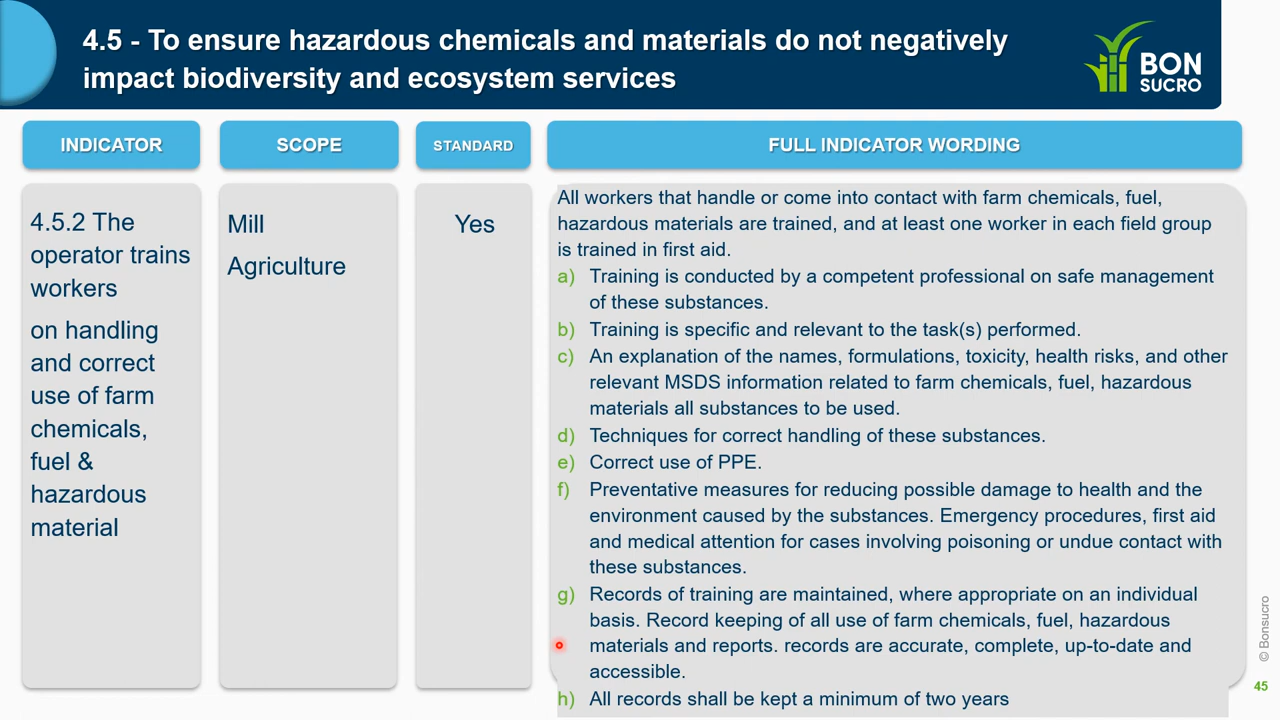 4.5 - To ensure hazardous chemicals and materials do not negatively
impact biodiversity and ecosystem services
BON
SUCRO
INDICATOR
SCOPE
STANDARD
FULL INDICATOR WORDING
4.5.2 The
operator trains
workers
on handling
and correct
use of farm
chemicals,
fuel &
hazardous
material
Mill
Agriculture
Yes
All workers that handle or come into contact with farm chemicals, fuel,
hazardous materials are trained, and at least one worker in each field group
is trained in first aid.
a) Training is conducted by a competent professional on safe management
of these substances.
b) Training is specific and relevant to the task(s) performed.
c) An explanation of the names, formulations, toxicity, health risks, and other
relevant MSDS information related to farm chemicals, fuel, hazardous
materials all substances to be used.
d) Techniques for correct handling of these substances.
e) Correct use of PPE.
f) Preventative measures for reducing possible damage to health and the
environment caused by the substances. Emergency procedures, first aid
and medical attention for cases involving poisoning or undue contact with
these substances.
g) Records of training are maintained, where appropriate on an individual
basis. Record keeping of all use of farm chemicals, fuel, hazardous
materials and reports. records are accurate, complete, up-to-date and
accessible.
h) All records shall be kept a minimum of two years
© Bonsucro
45